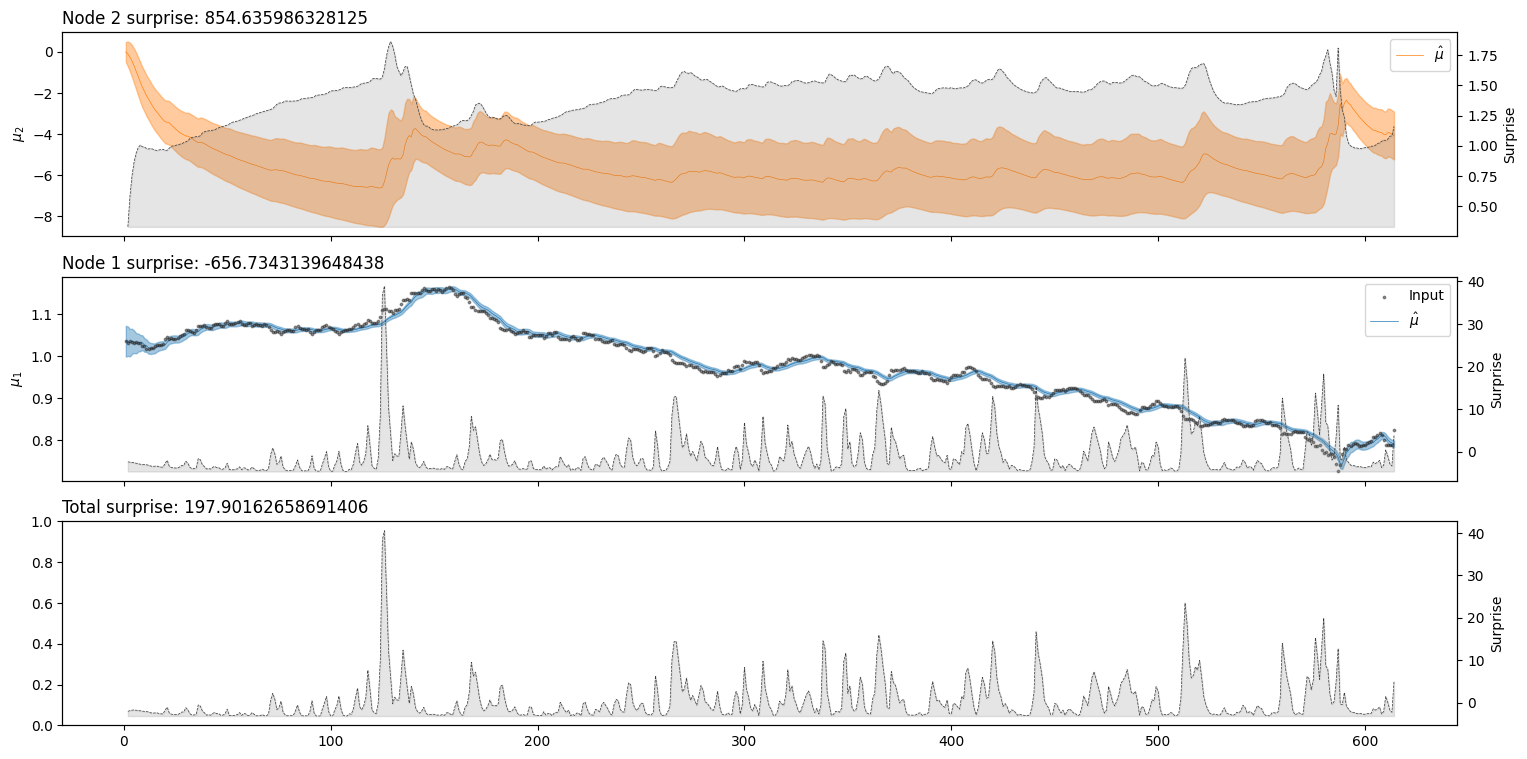 Node 2 surprise: 854.635986328125
0
−2
−4
−6
−8
μ2
μ̂
1.75
1.50
1.25
1.00
0.75
0.50
Surprise
Node 1 surprise: -656.7343139648438
1.1
1.0
0.9
0.8
μ1
Input
μ̂
40
30
20
10
0
Surprise
Total surprise: 197.90162658691406
1.0
0.8
0.6
0.4
0.2
0.0
40
30
20
10
0
Surprise
0 100 200 300 400 500 600